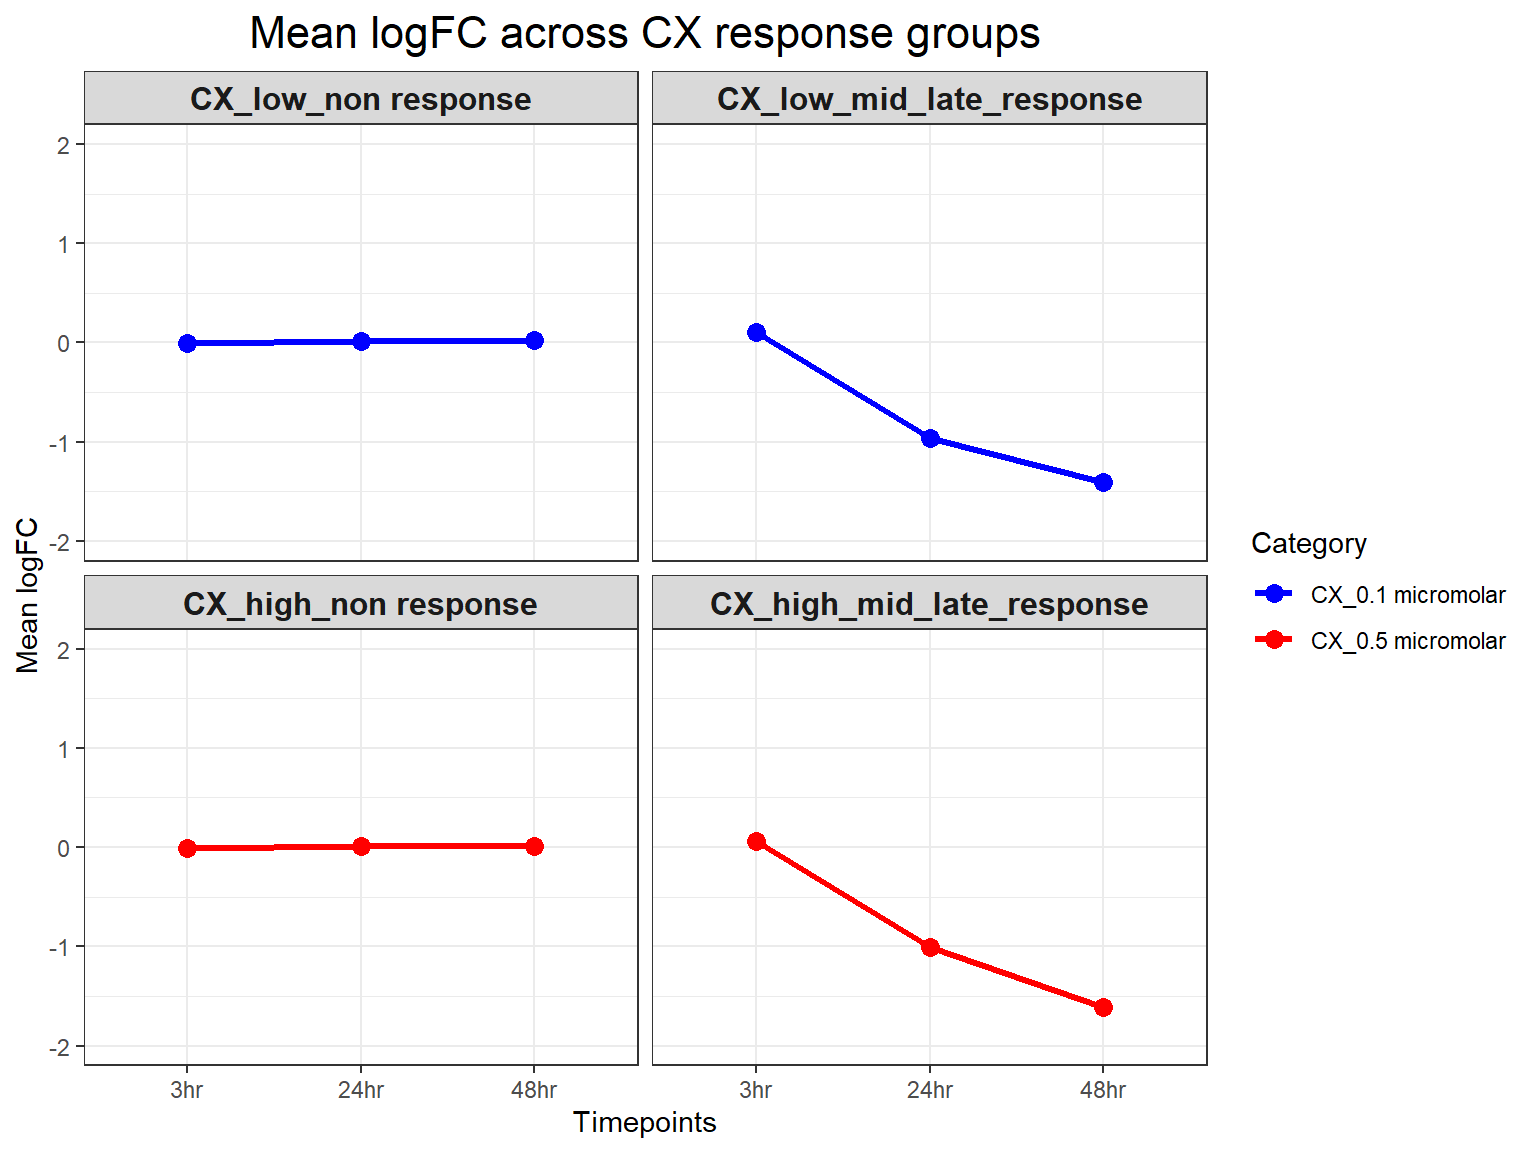 Mean logFC across CX response groups
CX_low_non response
CX_low_mid_late_response
2
1
0
-1
-2
CX_high_non response
CX_high_mid_late_response
2
1
0
-1
-2
3hr
24hr
48hr
3hr
24hr
48hr
Timepoints
Mean logFC
Category
CX_0.1 micromolar
CX_0.5 micromolar